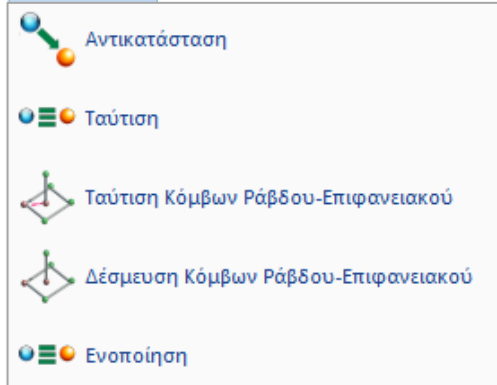 Αντικατάσταση
Ταύτιση
Ταύτιση Κόμβων Ράβδου-Επιφανειακού
Δέσμευση Κόμβων Ράβδου-Επιφανειακού
Ενοποίηση